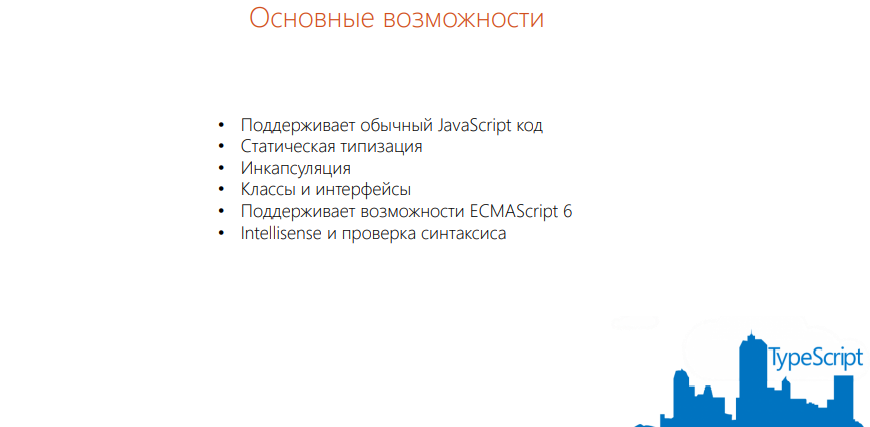 Основные возможности
• Поддерживает обычный JavaScript код
• Статическая типизация
• Инкапсуляция
• Классы и интерфейсы
• Поддерживает возможности ECMAScript 6
• Intellisense и проверка синтаксиса
TypeScript